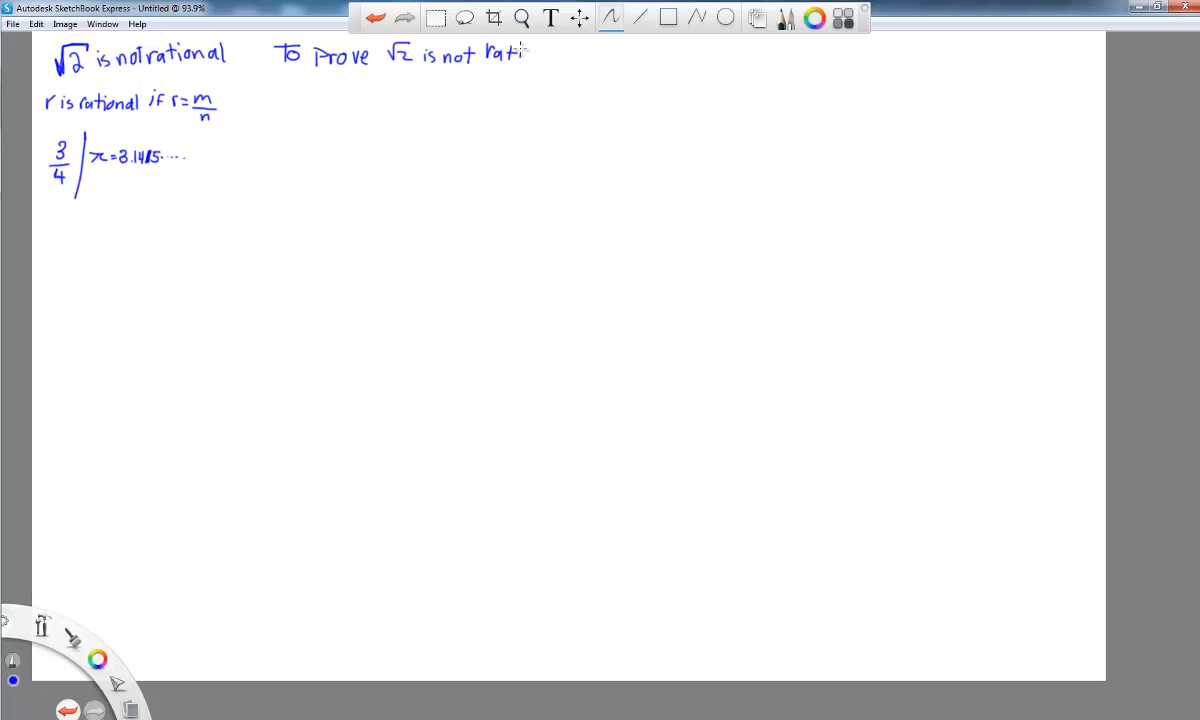 Autodesk SketchBook Express - Untitled @ 93.9%
File Edit Image Window Help
T
√2 is not rational
To prove √2 is not rati
r is rational if r = m/n
3/4
π = 3.1415....